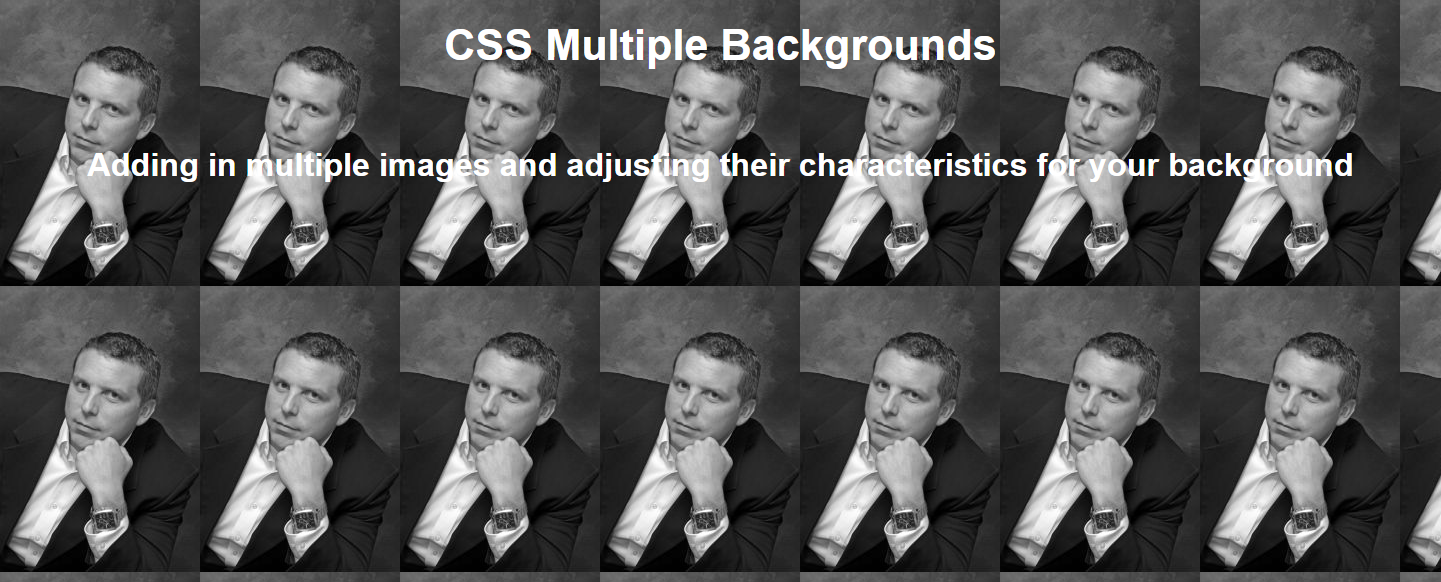 CSS Multiple Backgrounds
Adding in multiple images and adjusting their characteristics for your background